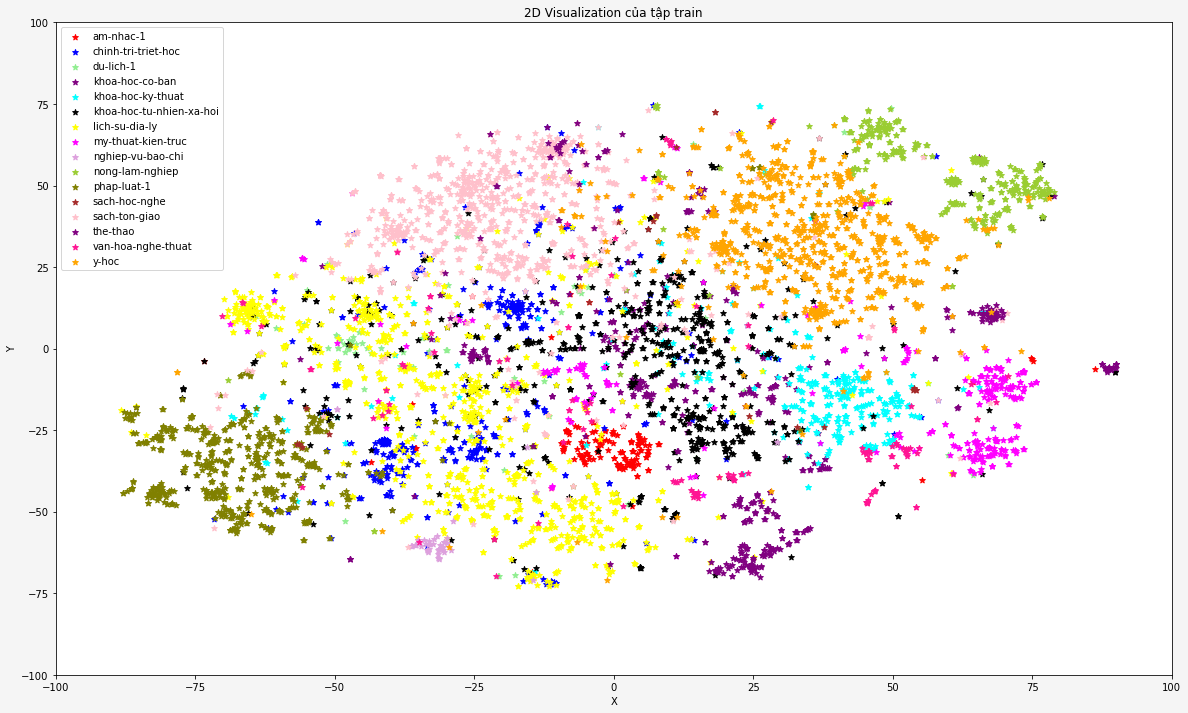 2D Visualization của tập train
am-nhac-1
chinh-tri-triet-hoc
du-lich-1
khoa-hoc-co-ban
khoa-hoc-ky-thuat
khoa-hoc-tu-nhien-xa-hoi
lich-su-dia-ly
my-thuat-kien-truc
nghiep-vu-bao-chi
nong-lam-nghiep
phap-luat-1
sach-hoc-nghe
sach-ton-giao
the-thao
van-hoa-nghe-thuat
y-hoc
100
75
50
25
0
−25
−50
−75
−100
Y
−100
−75
−50
−25
0
25
50
75
100
X